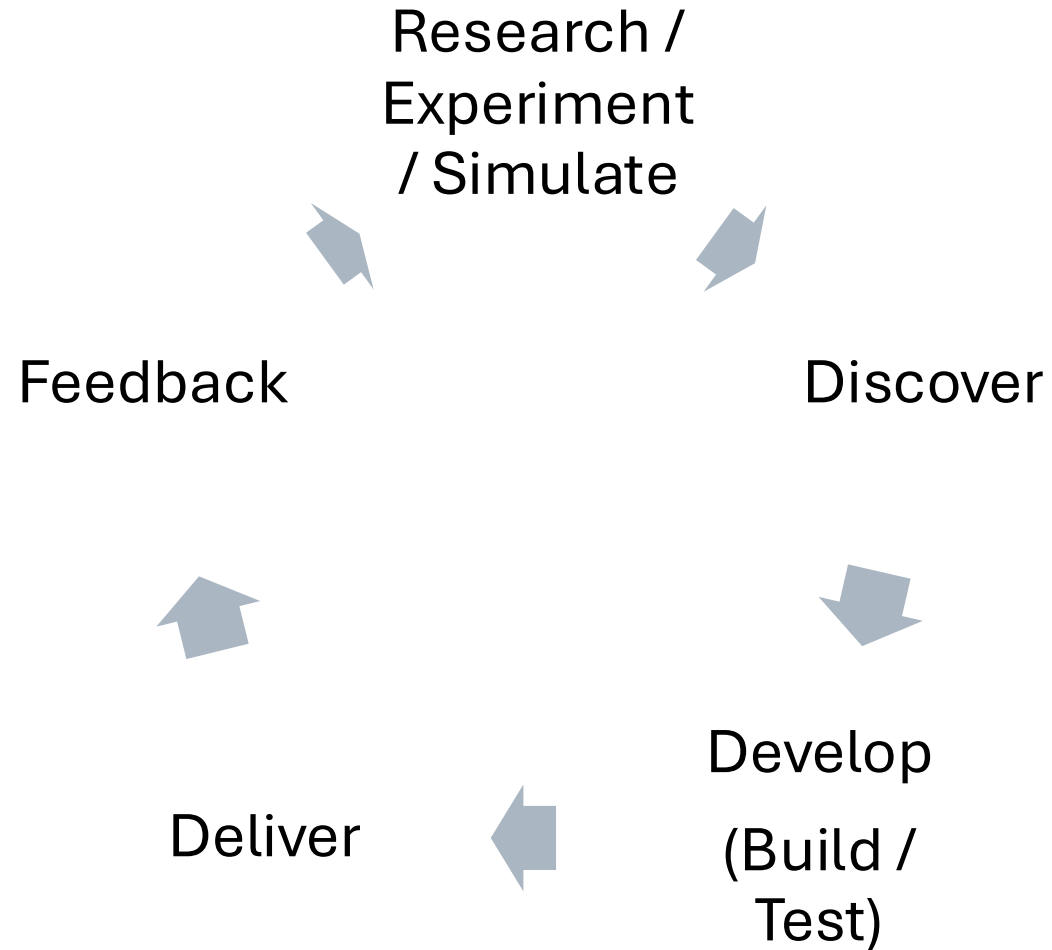 Research /
Experiment
/ Simulate
Feedback
Discover
Develop
(Build /
Test)
Deliver